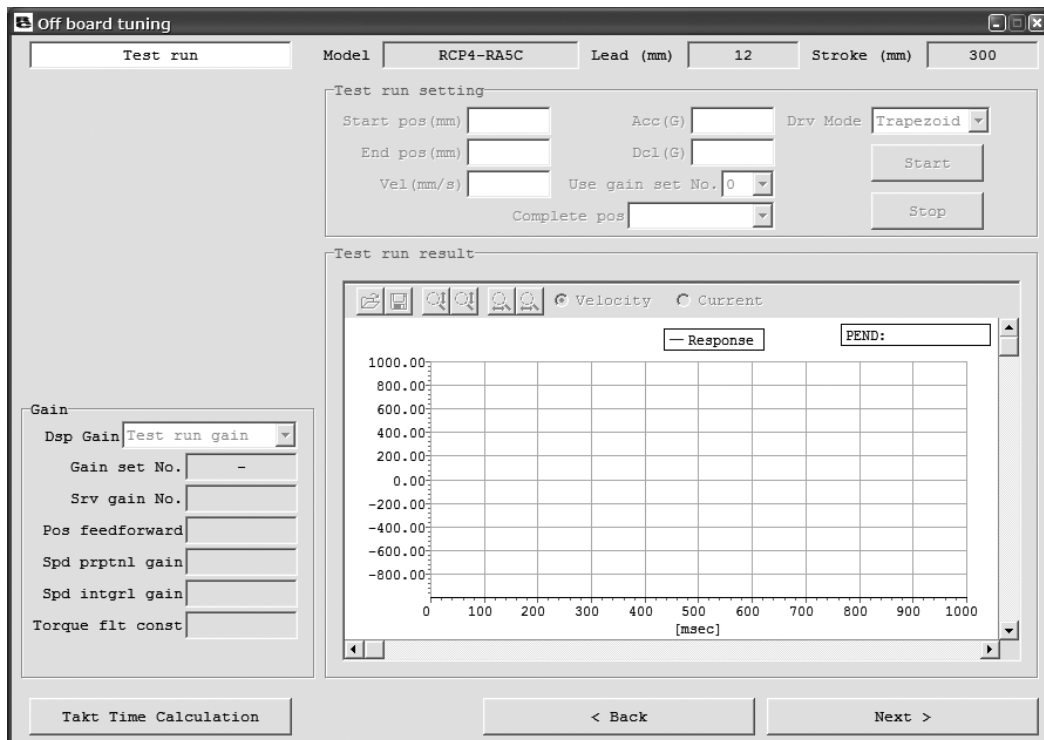 Off board tuning
Test run
Model RCP4-RA5C Lead (mm) 12 Stroke (mm) 300
Test run setting
Start pos(mm) Acc(G) Drv Mode Trapezoid
End pos(mm) Dcl(G) Start
Vel(mm/s) Use gain set No. 0
Complete pos Stop
Test run result
Velocity Current
Response PEND:
1000.00
800.00
600.00
400.00
200.00
0.00
-200.00
-400.00
-600.00
-800.00
0 100 200 300 400 500 600 700 800 900 1000
[msec]
Gain
Dsp Gain Test run gain
Gain set No. -
Srv gain No.
Pos feedforward
Spd prptnl gain
Spd intgrl gain
Torque flt const
Takt Time Calculation < Back Next >